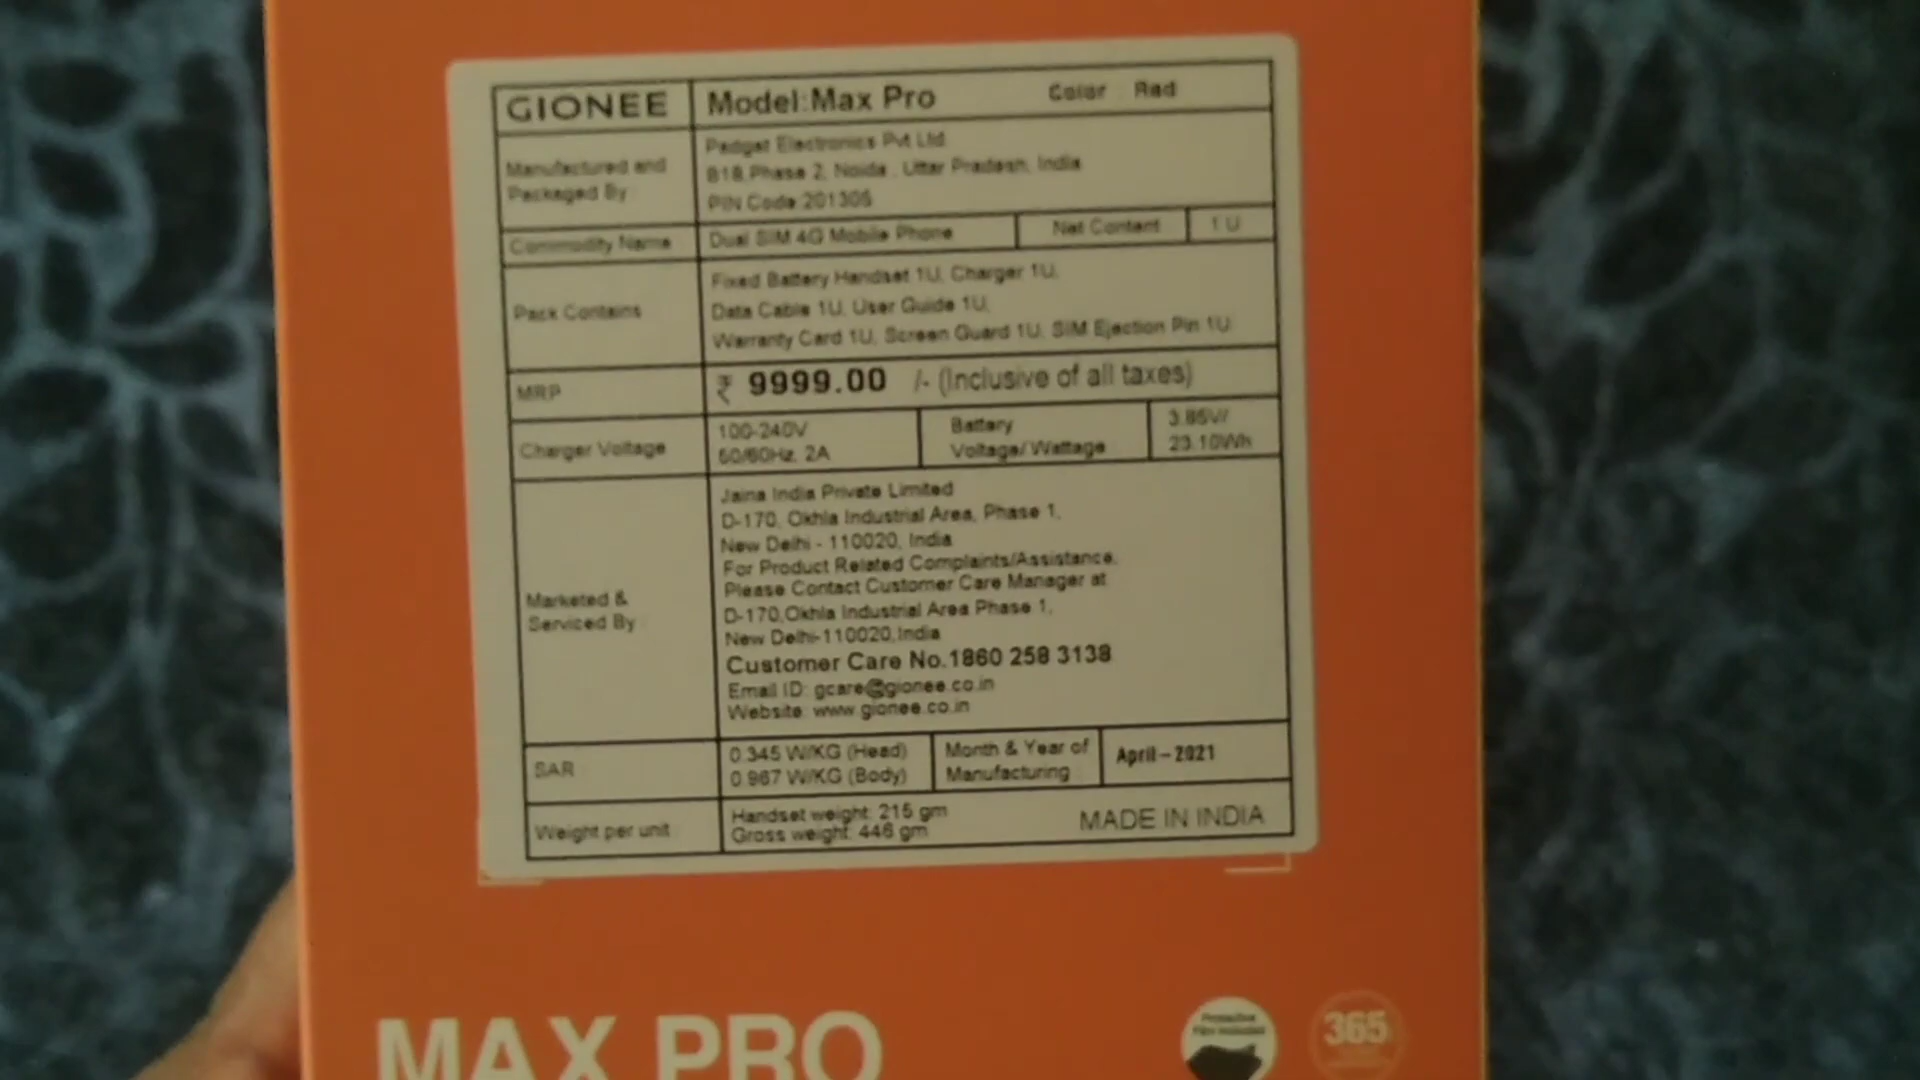 GIONEE Model:Max Pro Color Red
Manufactured and Packaged By
Padget Electronics Pvt Ltd
B18, Phase 2, Noida , Uttar Pradesh, India
PIN Code:201305
Commodity Name Dual SIM 4G Mobile Phone Net Content 1 U
Pack Contains
Fixed Battery Handset 1U, Charger 1U,
Data Cable 1U, User Guide 1U,
Warranty Card 1U, Screen Guard 1U, SIM Ejection Pin 1U
MRP ₹ 9999.00 /- (Inclusive of all taxes)
Charger Voltage
100-240V
50/60Hz, 2A
Battery
Voltage/Wattage
3.85V/
23.10Wh
Marketed &
Serviced By
Jaina India Private Limited
D-170, Okhla Industrial Area, Phase 1,
New Delhi - 110020, India
For Product Related Complaints/Assistance,
Please Contact Customer Care Manager at
D-170,Okhla Industrial Area Phase 1,
New Delhi-110020,India
Customer Care No.1860 258 3138
Email ID: gcare@gionee.co.in
Website: www.gionee.co.in
SAR
0.345 W/KG (Head)
0.967 W/KG (Body)
Month & Year of
Manufacturing
April-2021
Weight per unit
Handset weight: 215 gm
Gross weight: 446 gm
MADE IN INDIA
MAX PRO
Protective
Film Included
365